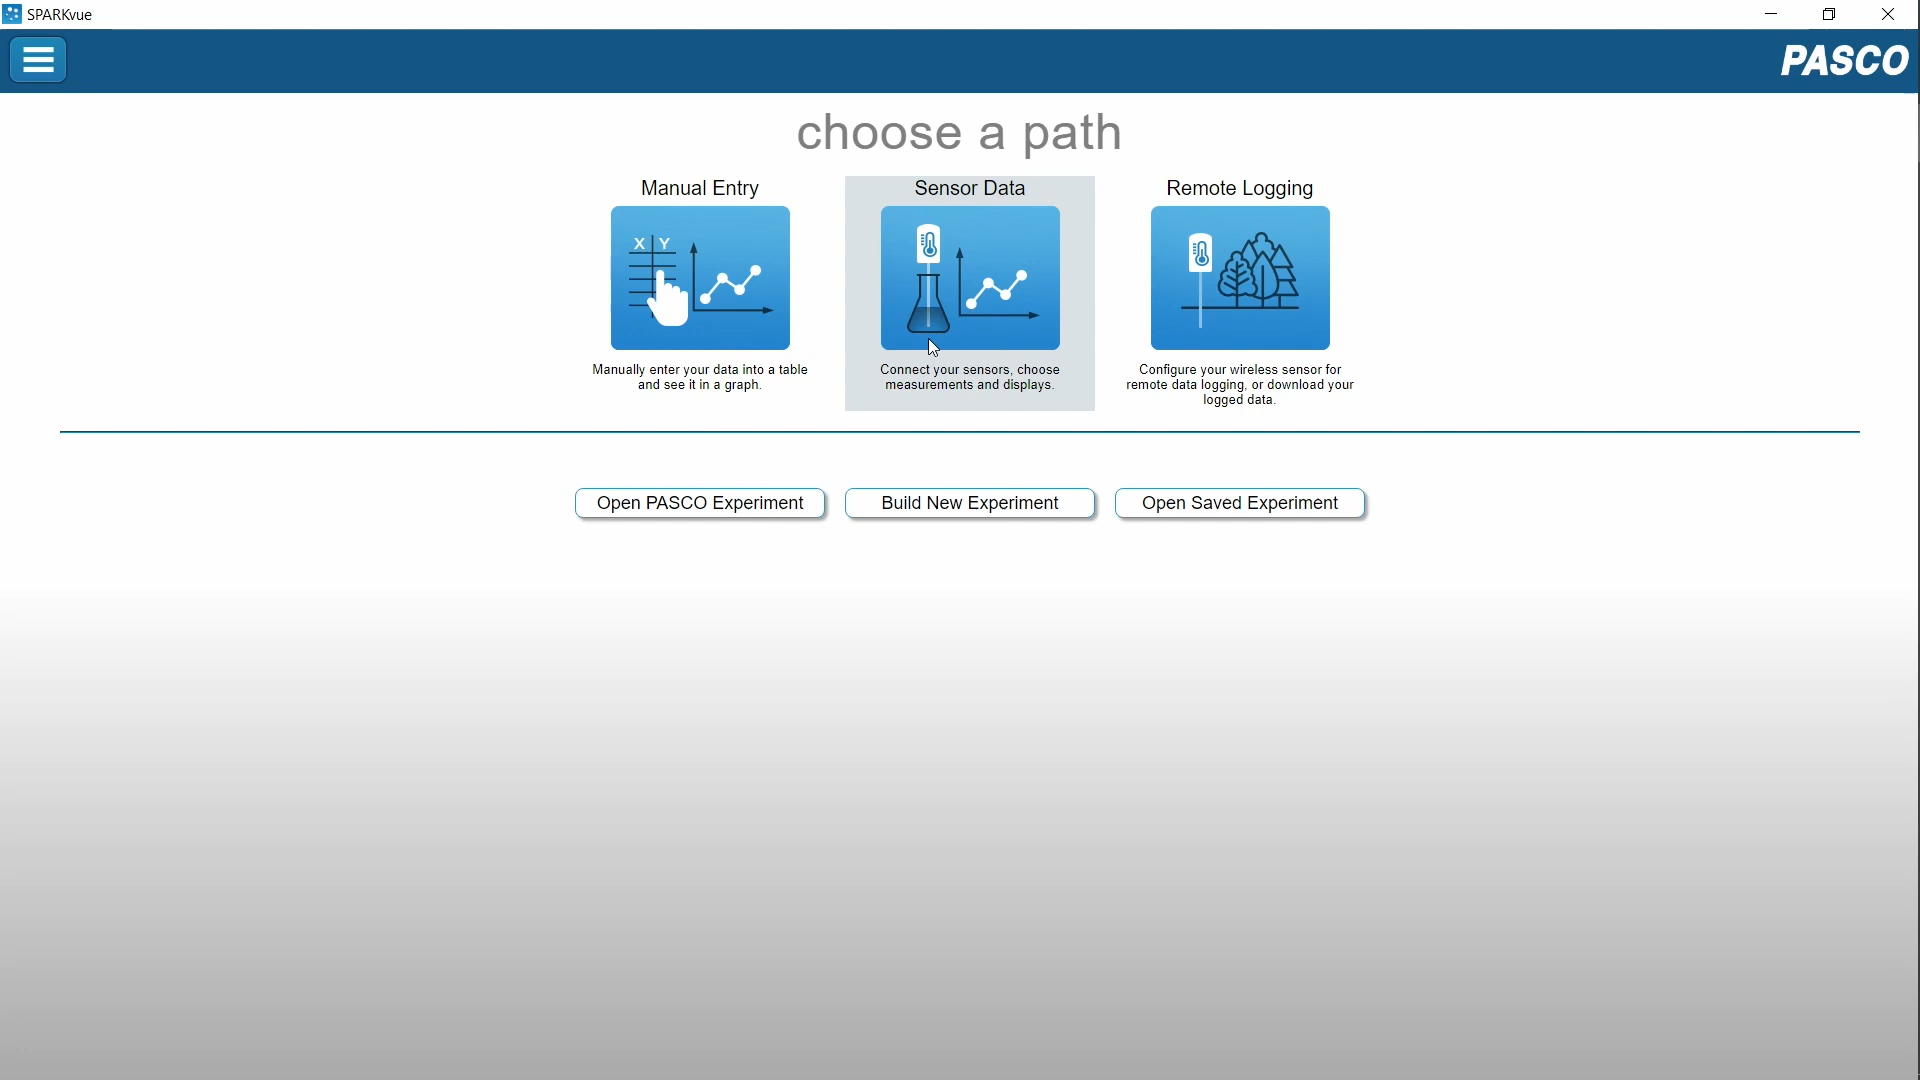 SPARKvue
PASCO
choose a path
Manual Entry
X Y
Manually enter your data into a table
and see it in a graph.
Sensor Data
Connect your sensors, choose
measurements and displays.
Remote Logging
Configure your wireless sensor for
remote data logging, or download your
logged data.
Open PASCO Experiment
Build New Experiment
Open Saved Experiment